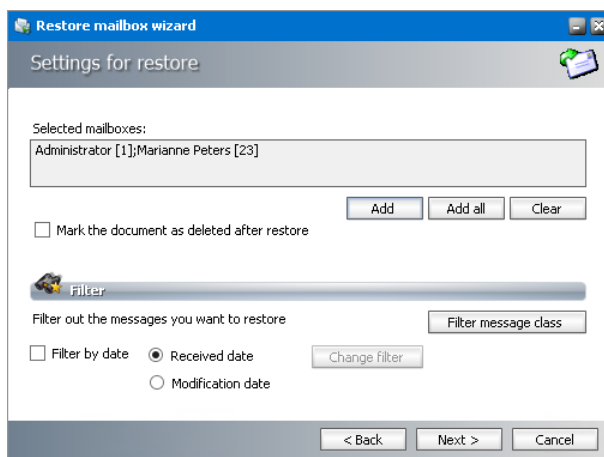 Restore mailbox wizard
Settings for restore
Selected mailboxes:
Administrator [1];Marianne Peters [23]
Add Add all Clear
Mark the document as deleted after restore
Filter
Filter out the messages you want to restore
Filter message class
Filter by date Received date Change filter
Modification date
< Back Next > Cancel